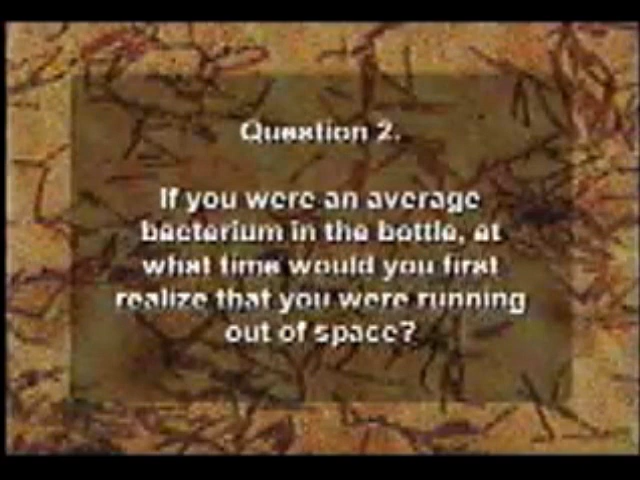 Question 2.
If you were an average
bacterium in the bottle, at
what time would you first
realize that you were running
out of space?